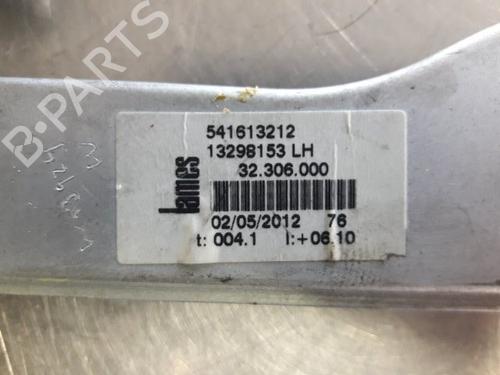 B-PARTS
541613212
13298153 LH
32.306.000
lames
02/05/2012 76
t: 004.1 l:+06.10